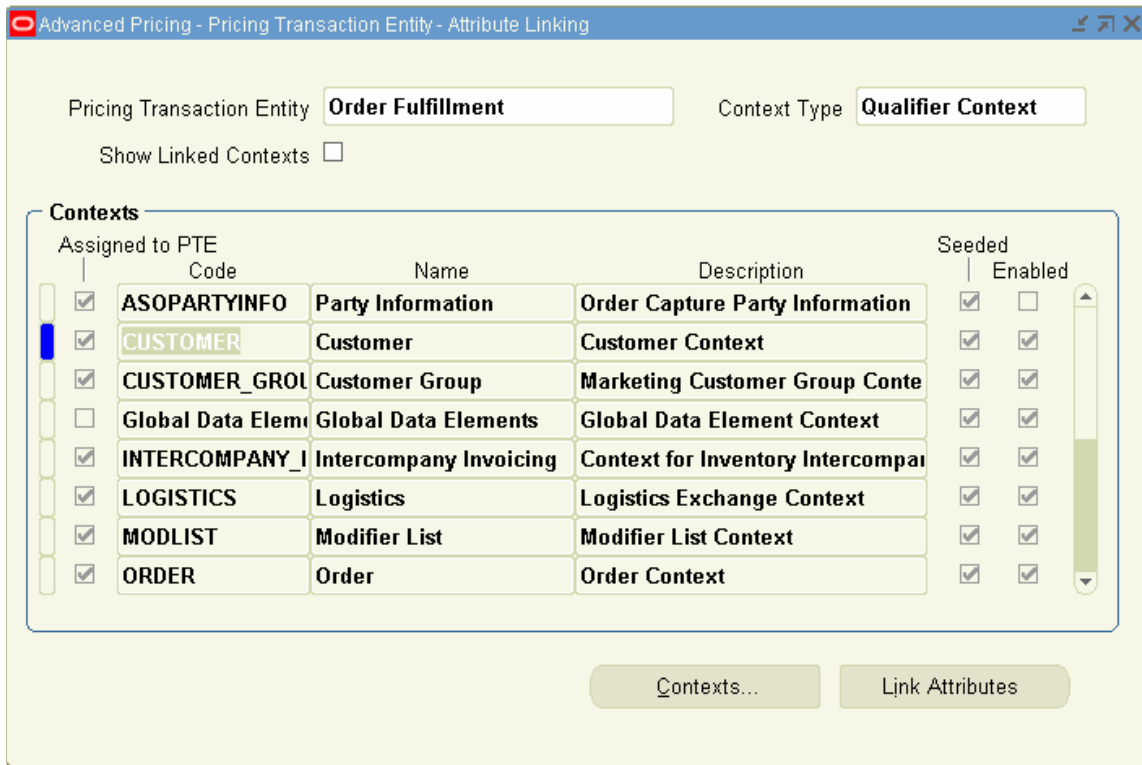 Advanced Pricing - Pricing Transaction Entity - Attribute Linking
Pricing Transaction Entity Order Fulfillment Context Type Qualifier Context
Show Linked Contexts
Contexts
Assigned to PTE Seeded
Code Name Description Enabled
ASOPARTYINFO Party Information Order Capture Party Information
CUSTOMER Customer Customer Context
CUSTOMER_GROU Customer Group Marketing Customer Group Conte
Global Data Eleme Global Data Elements Global Data Element Context
INTERCOMPANY_I Intercompany Invoicing Context for Inventory Intercompan
LOGISTICS Logistics Logistics Exchange Context
MODLIST Modifier List Modifier List Context
ORDER Order Order Context
Contexts... Link Attributes